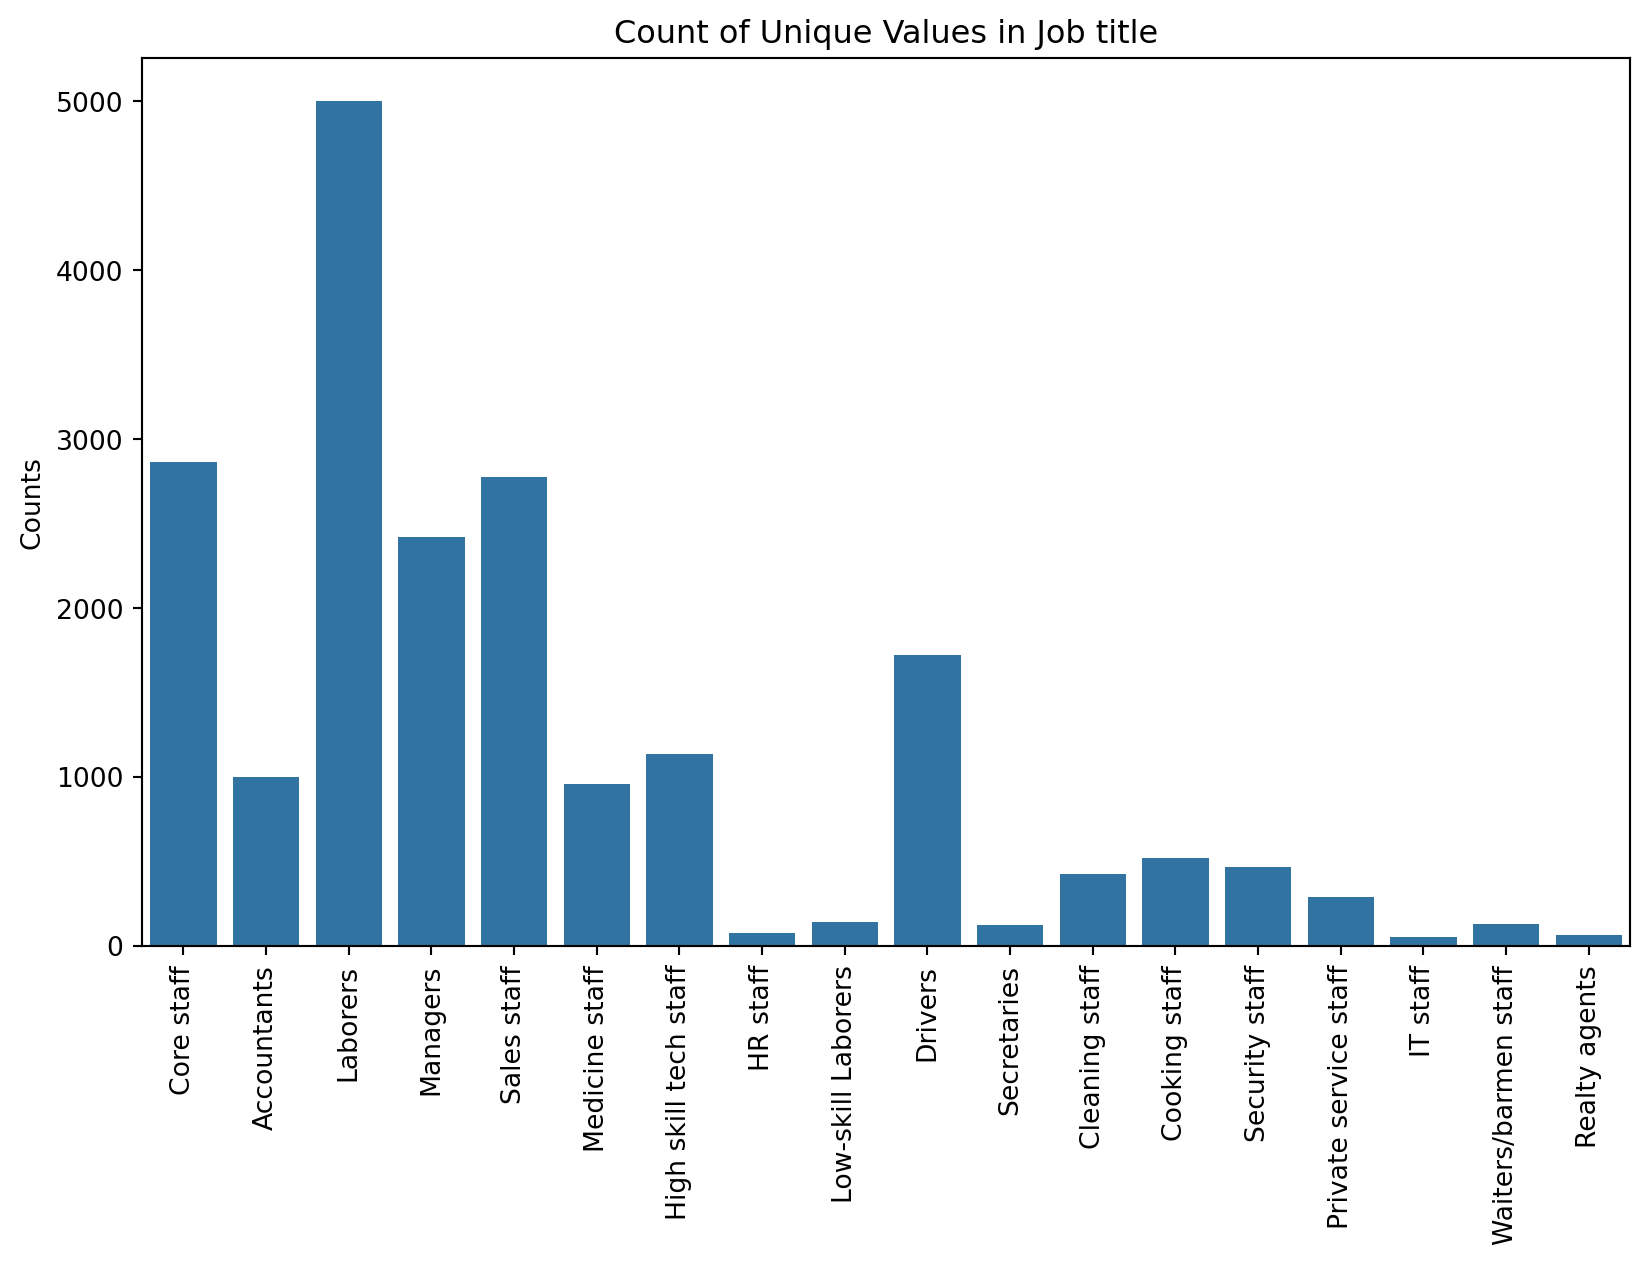 Count of Unique Values in Job title
Counts
5000
4000
3000
2000
1000
0
Core staff
Accountants
Laborers
Managers
Sales staff
Medicine staff
High skill tech staff
HR staff
Low-skill Laborers
Drivers
Secretaries
Cleaning staff
Cooking staff
Security staff
Private service staff
IT staff
Waiters/barmen staff
Realty agents